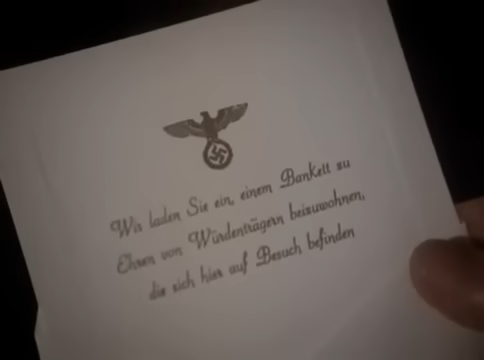 Wir laden Sie ein, einem Bankett zu
Ehren von Würdenträgern beizuwohnen,
die sich hier auf Besuch befinden